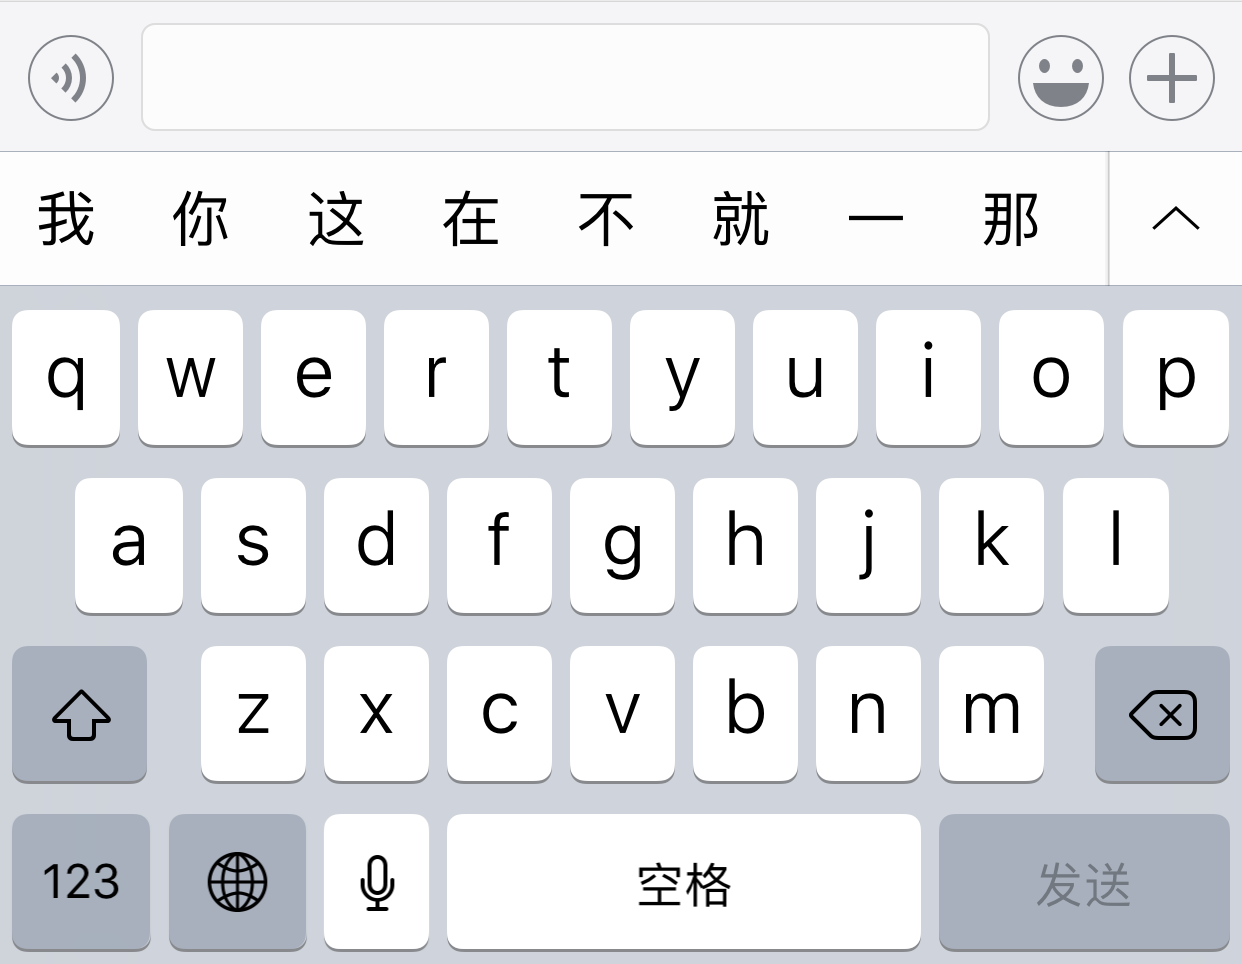 我 你 这 在 不 就 一 那
q w e r t y u i o p
a s d f g h j k l
z x c v b n m
123 空格 发送